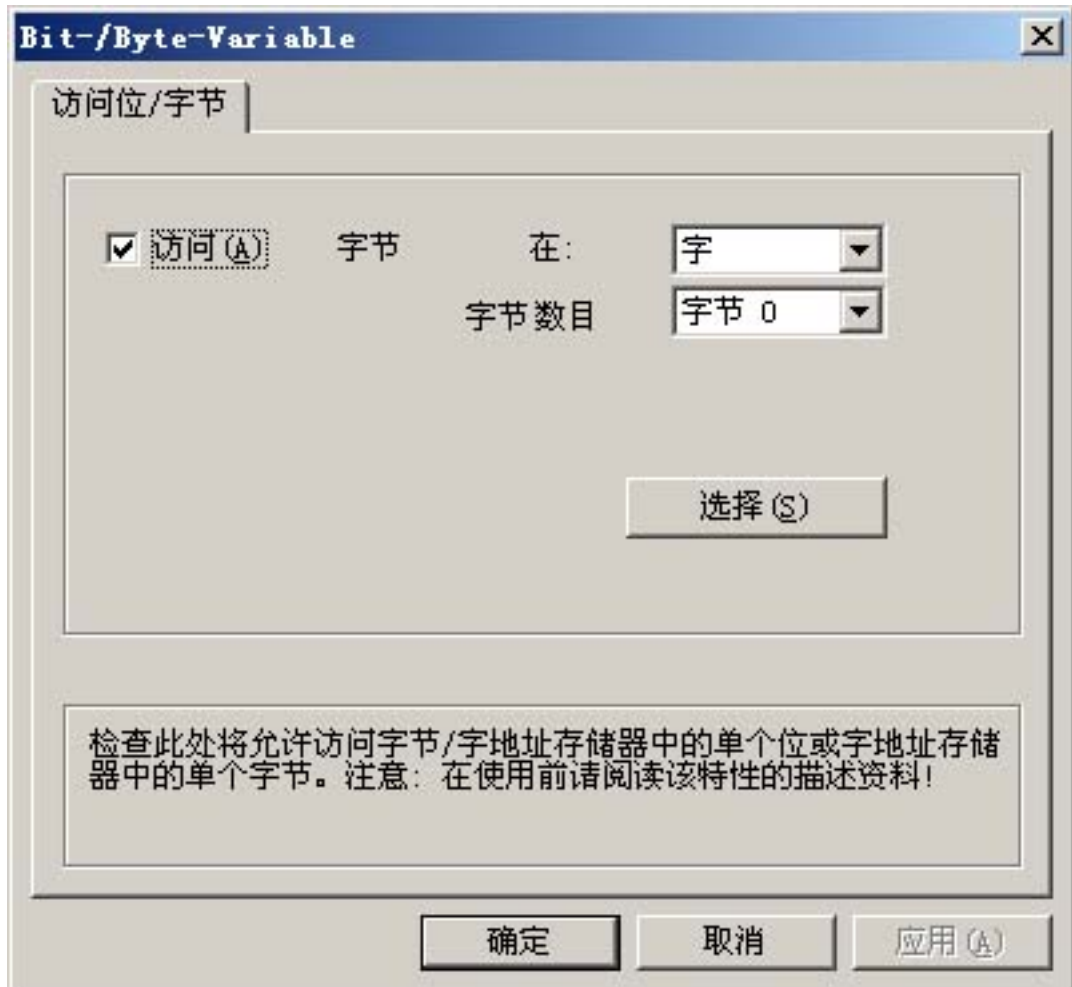 Bit-/Byte-Variable
访问位/字节
访问(A) 字节 在: 字
字节数目 字节 0
选择(S)
检查此处将允许访问字节/字地址存储器中的单个位或字地址存储
器中的单个字节。注意: 在使用前请阅读该特性的描述资料!
确定 取消 应用(A)